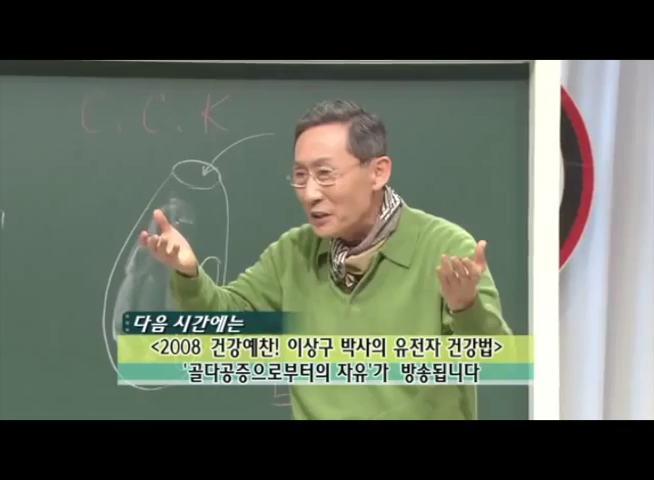 C. C. K
다음 시간에는
<2008 건강예찬! 이상구 박사의 유전자 건강법>
'골다공증으로부터의 자유'가 방송됩니다